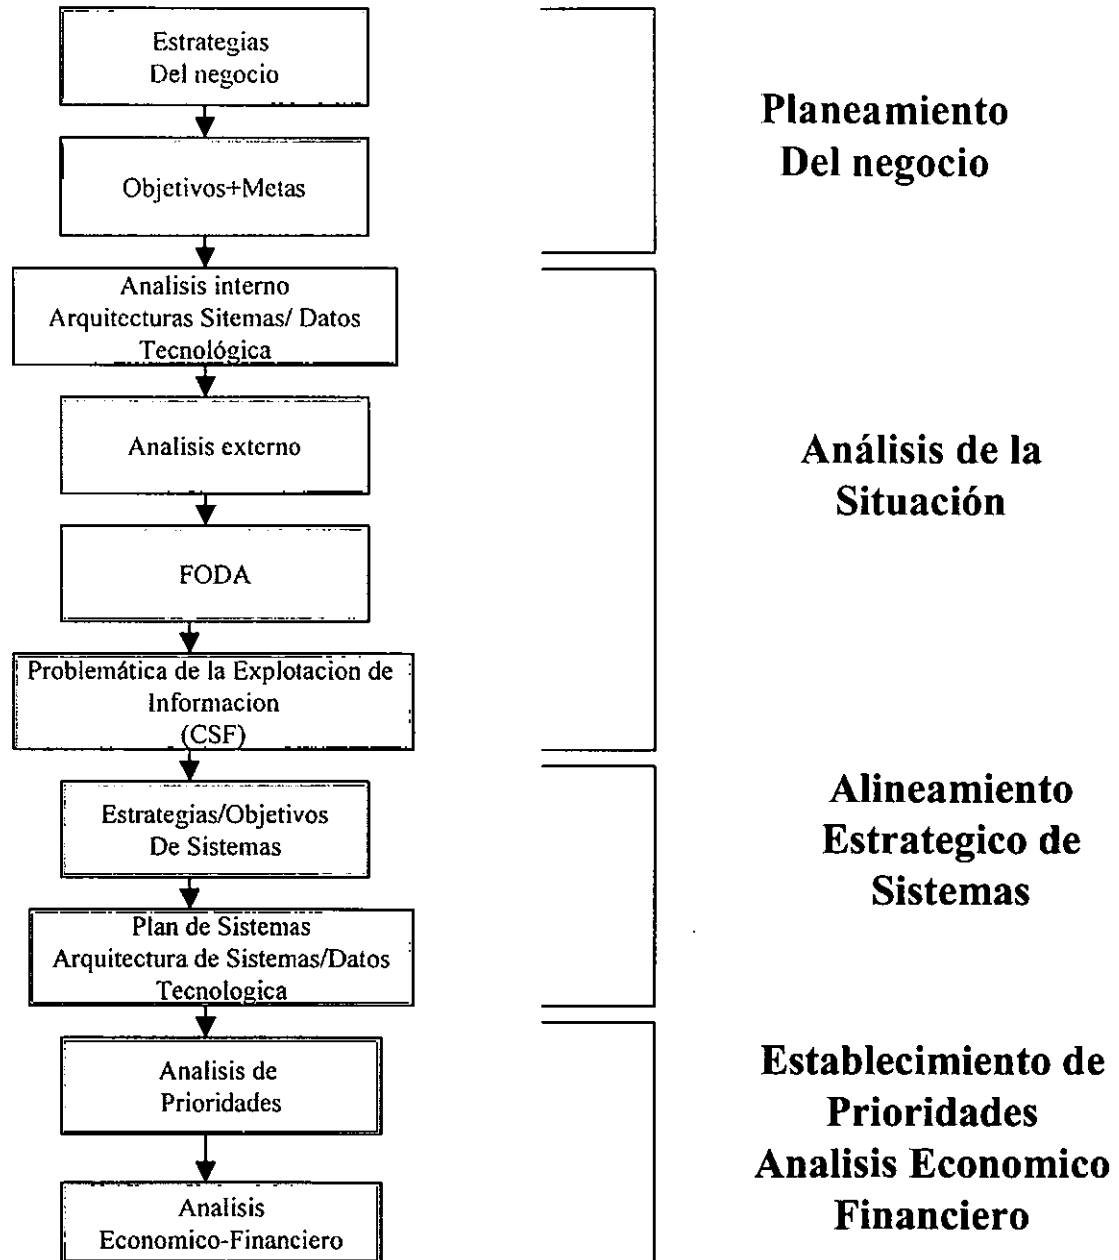 Estrategias
Del negocio
Objetivos+Metas
Planeamiento
Del negocio
Analisis interno
Arquitecturas Sitemas/ Datos
Tecnológica
Analisis externo
FODA
Problemática de la Explotacion de
Informacion
(CSF)
Análisis de la
Situación
Estrategias/Objetivos
De Sistemas
Plan de Sistemas
Arquitectura de Sistemas/Datos
Tecnologica
Alineamiento
Estrategico de
Sistemas
Analisis de
Prioridades
Analisis
Economico-Financiero
Establecimiento de
Prioridades
Analisis Economico
Financiero